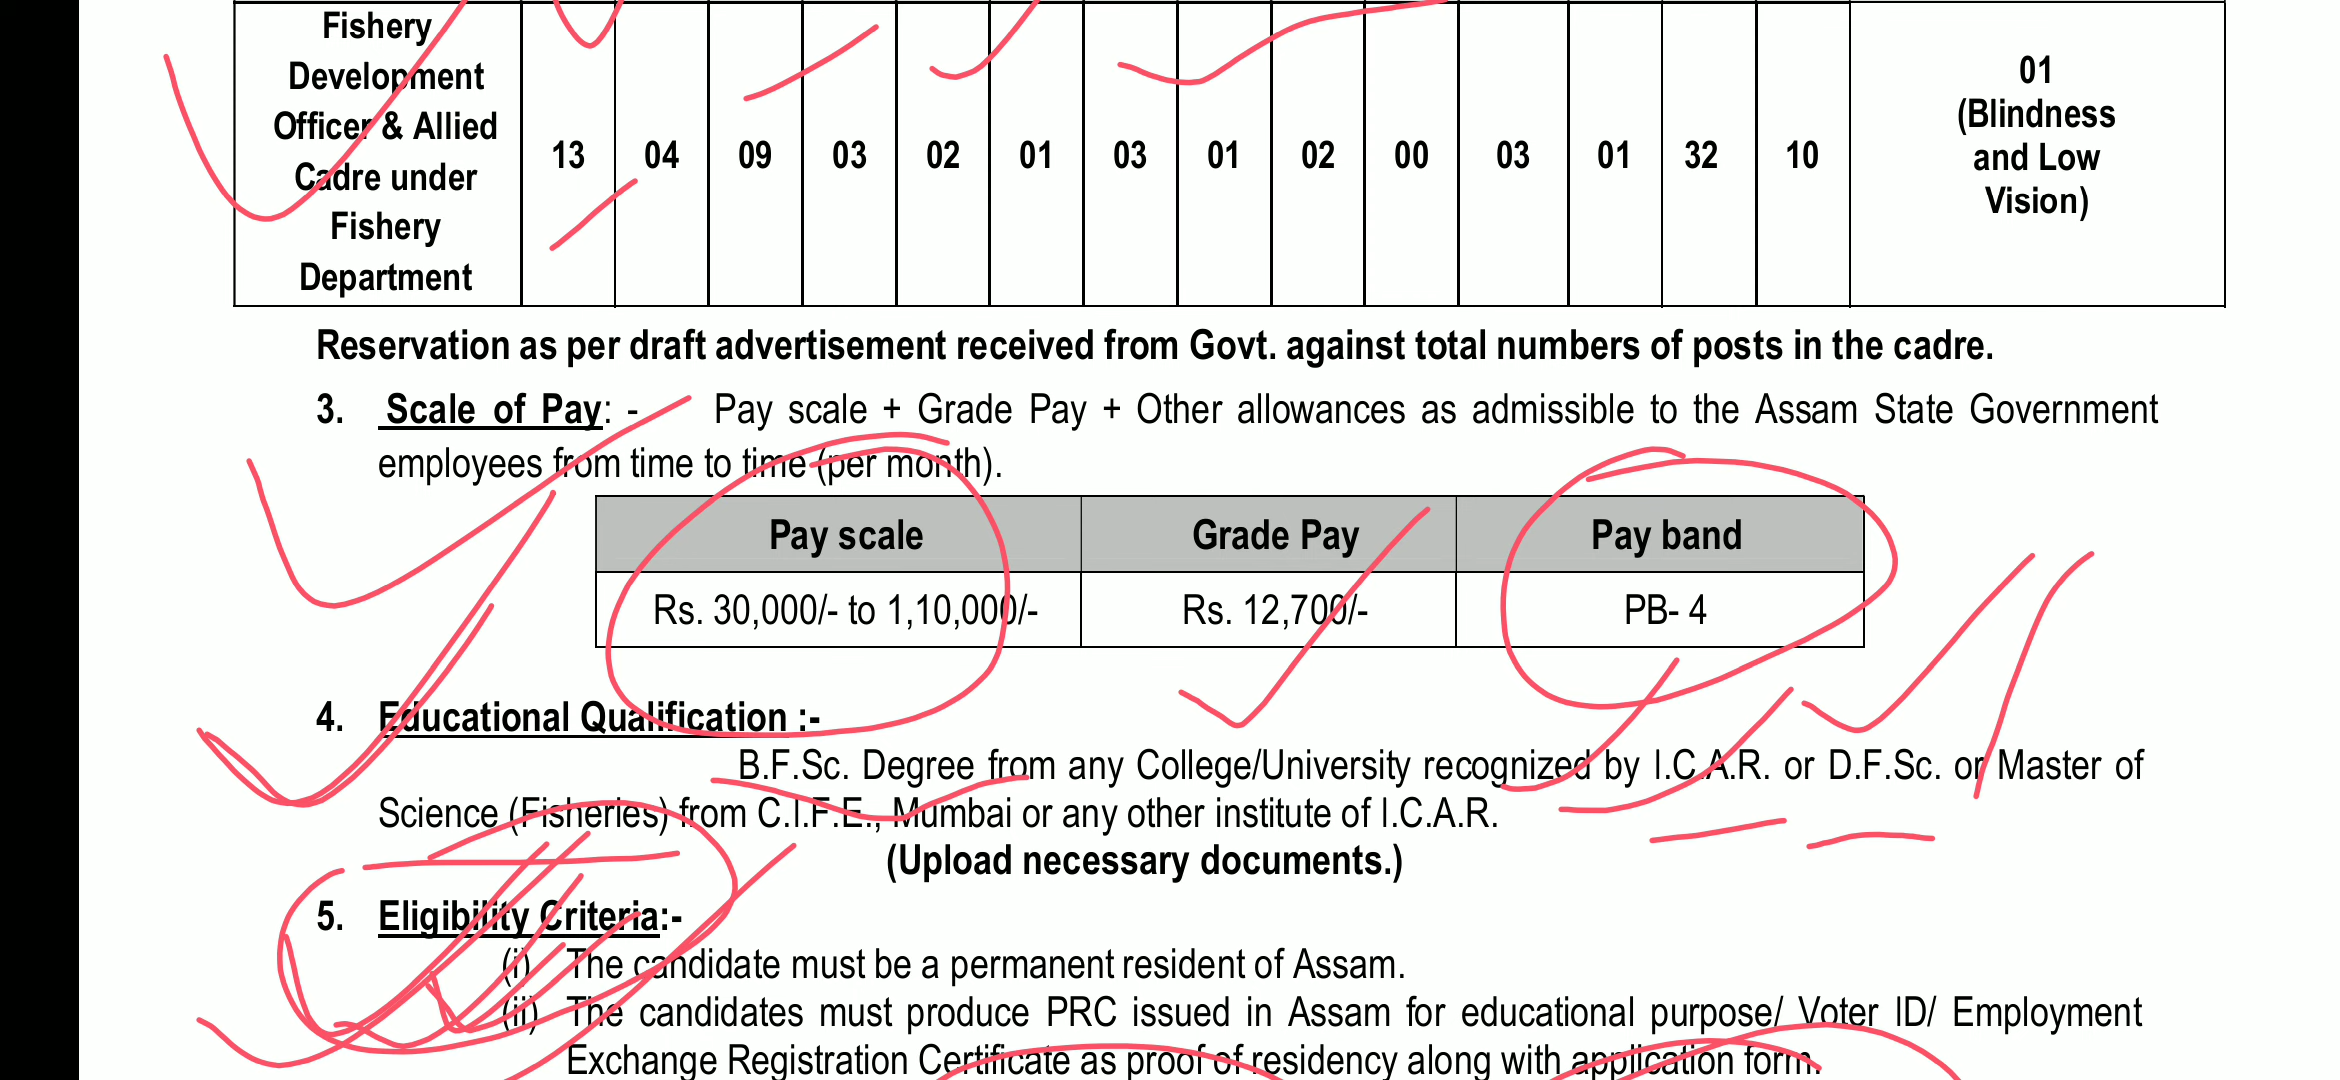 Fishery
Development
Officer & Allied
Cadre under
Fishery
Department
13 04 09 03 02 01 03 01 02 00 03 01 32 10
01
(Blindness
and Low
Vision)
Reservation as per draft advertisement received from Govt. against total numbers of posts in the cadre.
3. Scale of Pay: - Pay scale + Grade Pay + Other allowances as admissible to the Assam State Government
employees from time to time (per month).
Pay scale Grade Pay Pay band
Rs. 30,000/- to 1,10,000/- Rs. 12,700/- PB- 4
4. Educational Qualification :-
B.F.Sc. Degree from any College/University recognized by I.C.A.R. or D.F.Sc. or Master of
Science (Fisheries) from C.I.F.E., Mumbai or any other institute of I.C.A.R.
(Upload necessary documents.)
5. Eligibility Criteria:-
(i) The candidate must be a permanent resident of Assam.
(ii) The candidates must produce PRC issued in Assam for educational purpose/ Voter ID/ Employment
Exchange Registration Certificate as proof of residency along with application form.